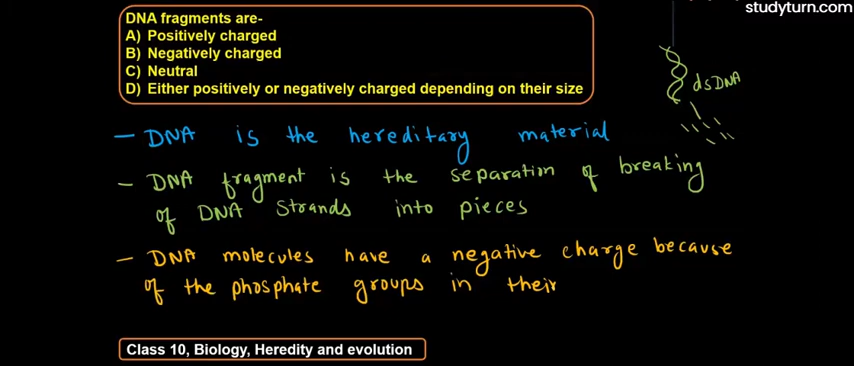 studyturn.com
DNA fragments are-
A) Positively charged
B) Negatively charged
C) Neutral
D) Either positively or negatively charged depending on their size
dsDNA
– DNA is the hereditary material
– DNA fragment is the separation of breaking
of DNA strands into pieces
– DNA molecules have a negative charge because
of the phosphate groups in their
Class 10, Biology, Heredity and evolution